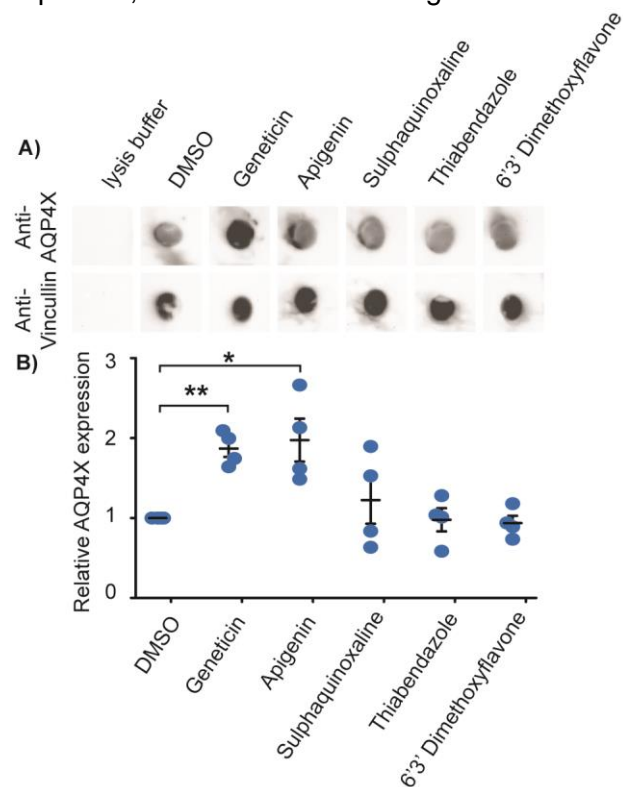 A)
lysis buffer
DMSO
Geneticin
Apigenin
Sulphaquinoxaline
Thiabendazole
6'3' Dimethoxyflavone
Anti-
AQP4X
Anti-
Vincullin
B)
Relative AQP4X expression
3
2
1
0
*
**
DMSO
Geneticin
Apigenin
Sulphaquinoxaline
Thiabendazole
6'3' Dimethoxyflavone